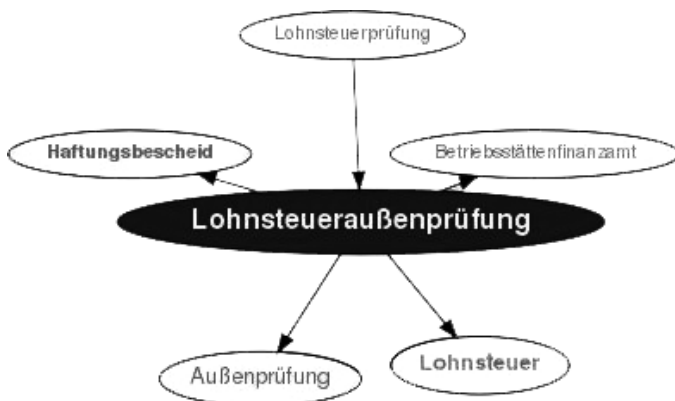 Lohnsteuerprüfung
Haftungsbescheid
Betriebsstättenfinanzamt
Lohnsteueraußenprüfung
Außenprüfung
Lohnsteuer